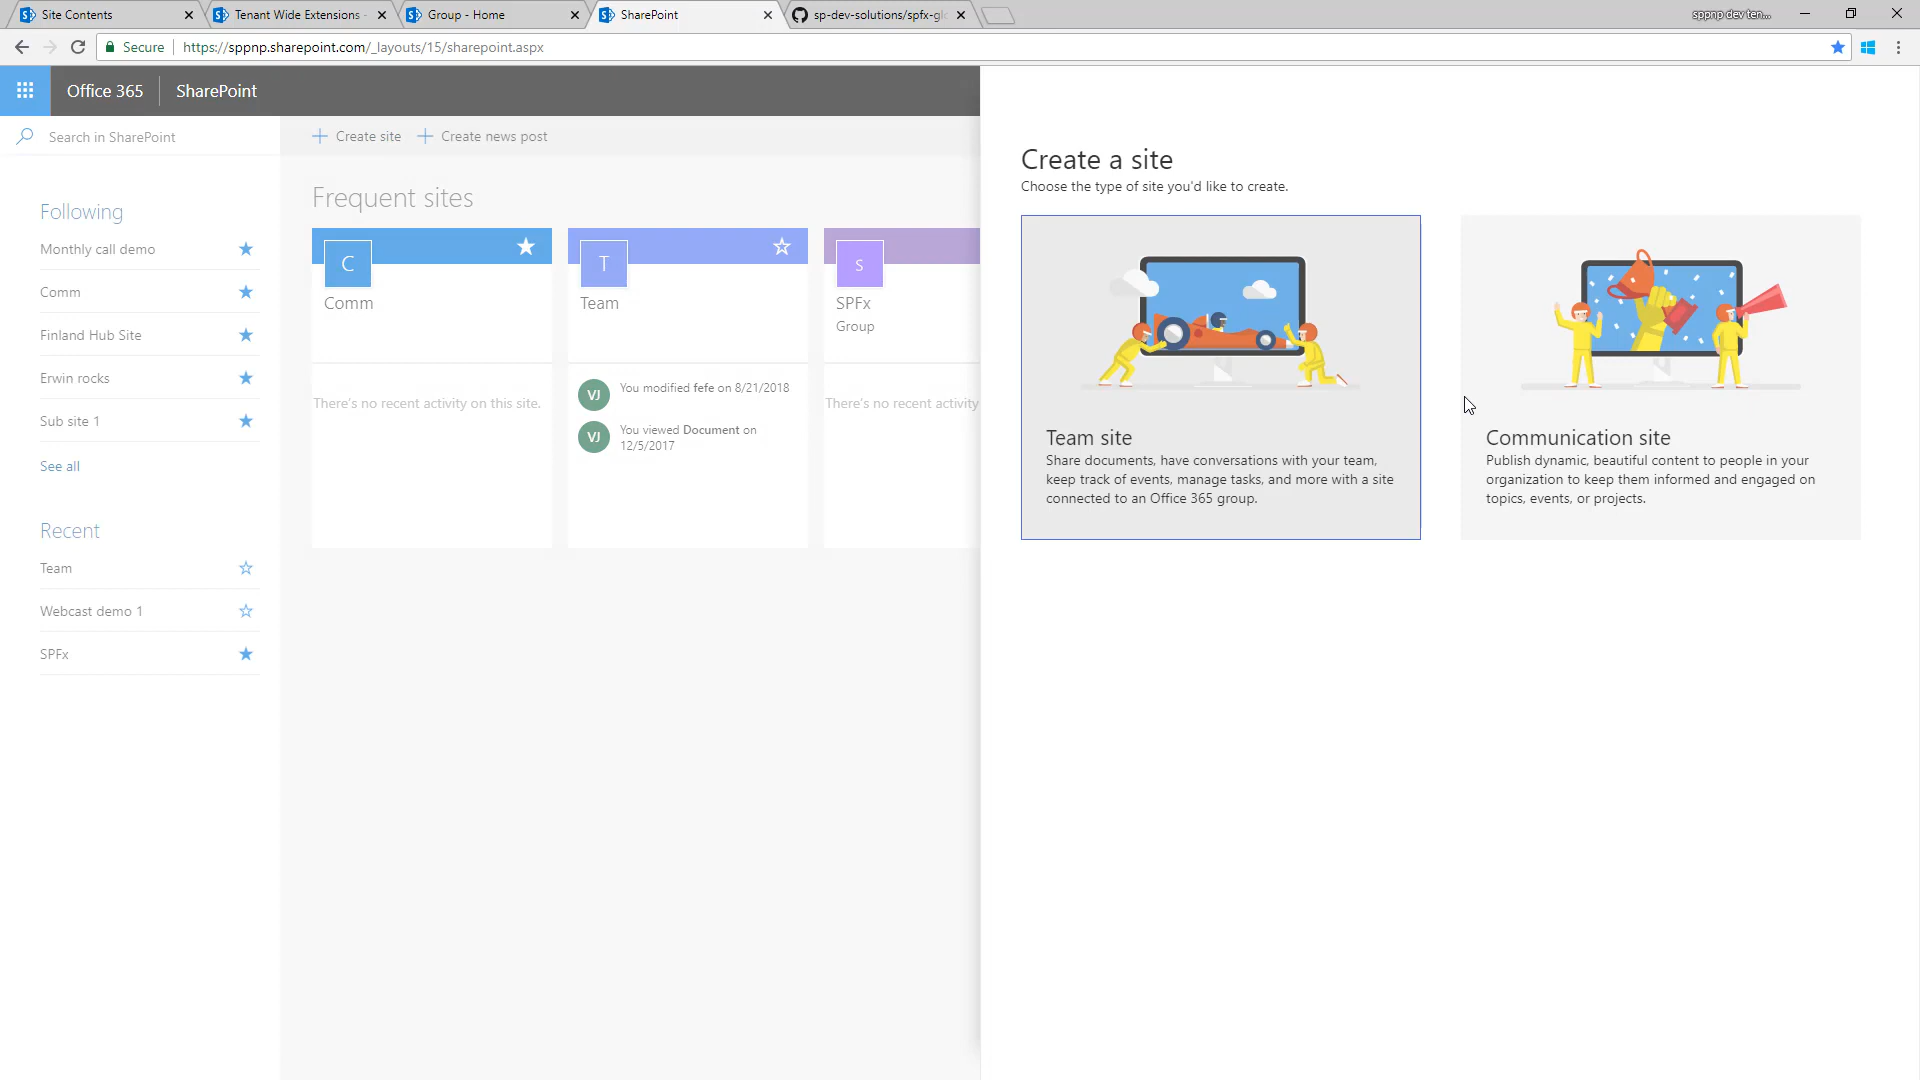 Site Contents
Tenant Wide Extensions -
Group - Home
SharePoint
sp-dev-solutions/spfx-gl
sppnp dev ten...
Secure
https://sppnp.sharepoint.com/_layouts/15/sharepoint.aspx
Office 365
SharePoint
Search in SharePoint
Create site
Create news post
Following
Monthly call demo
Comm
Finland Hub Site
Erwin rocks
Sub site 1
See all
Recent
Team
Webcast demo 1
SPFx
Frequent sites
C
Comm
There's no recent activity on this site.
T
Team
VJ
You modified fefe on 8/21/2018
VJ
You viewed Document on
12/5/2017
S
SPFx
Group
There's no recent activity
Create a site
Choose the type of site you'd like to create.
Team site
Share documents, have conversations with your team,
keep track of events, manage tasks, and more with a site
connected to an Office 365 group.
Communication site
Publish dynamic, beautiful content to people in your
organization to keep them informed and engaged on
topics, events, or projects.